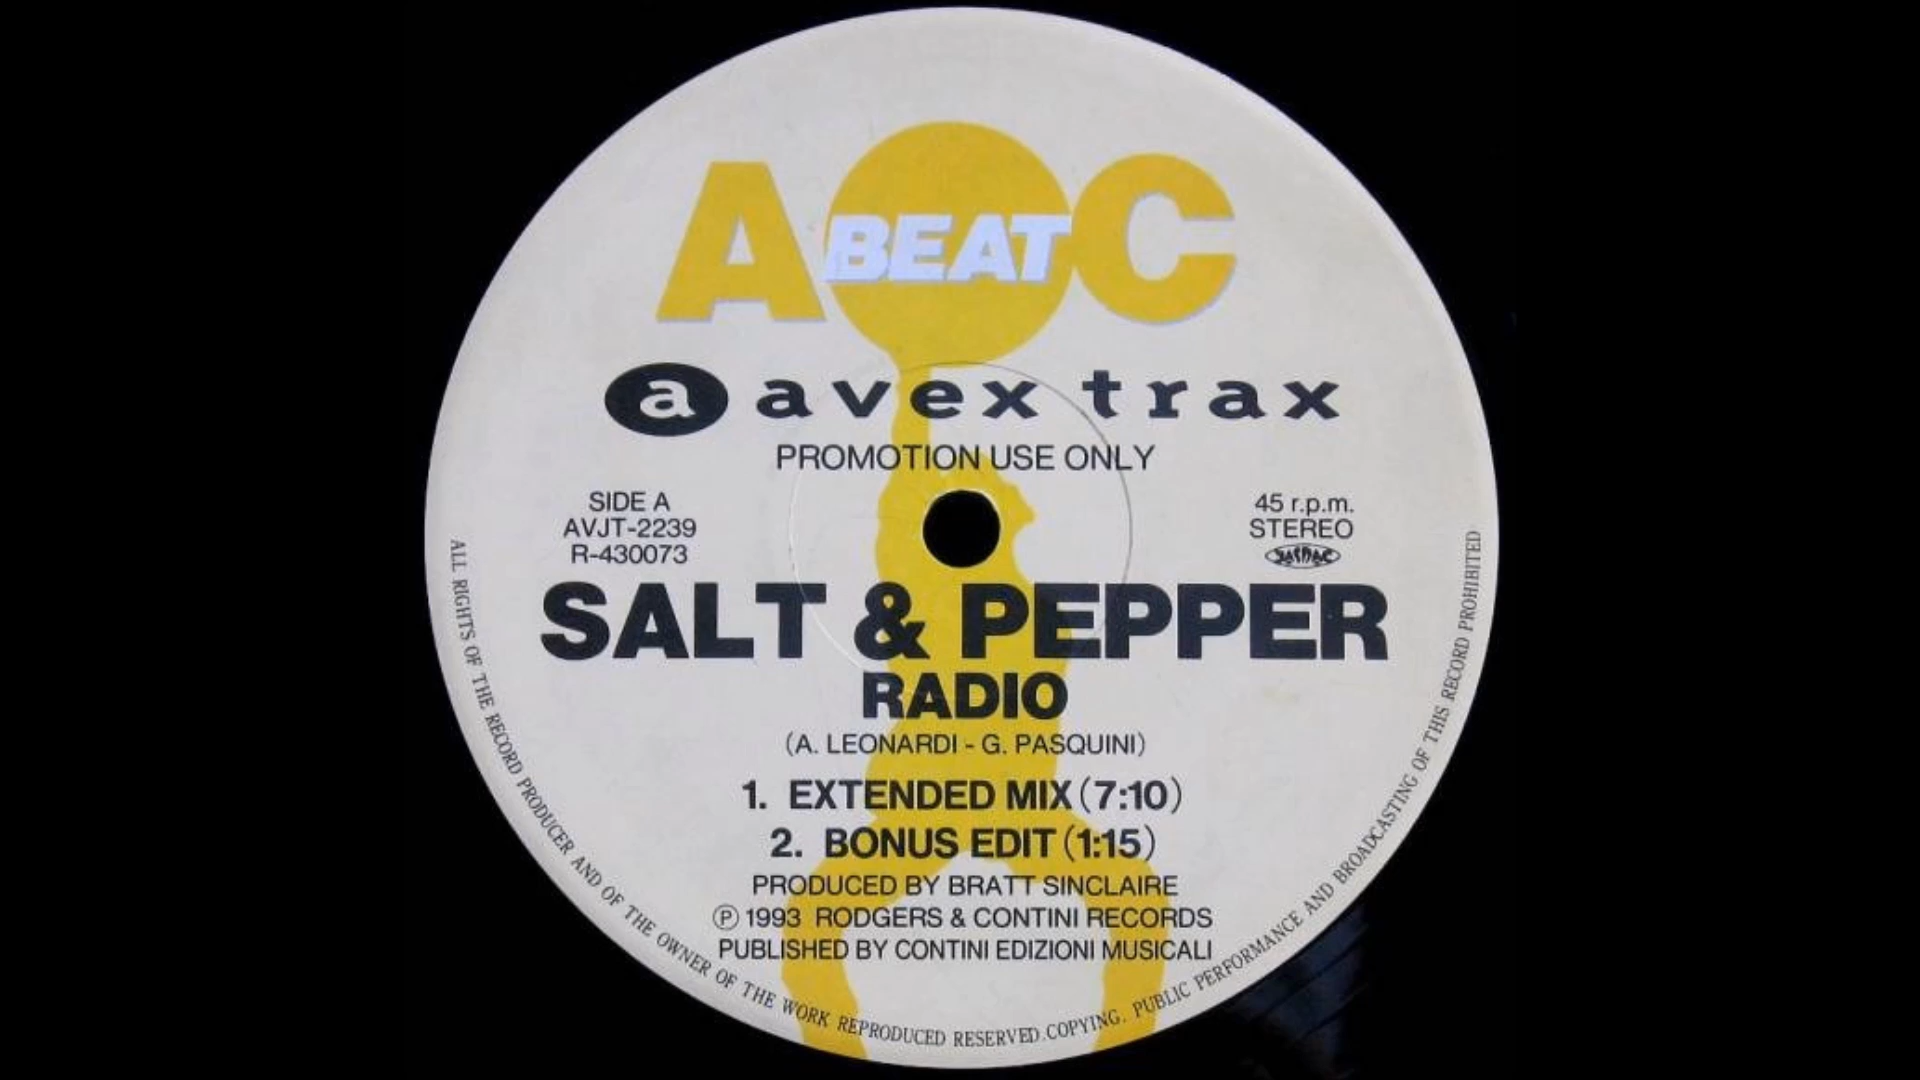 A BEAT C
a avex trax
PROMOTION USE ONLY
SIDE A
AVJT-2239
R-430073
45 r.p.m.
STEREO
JASRAC
SALT & PEPPER
RADIO
(A. LEONARDI - G. PASQUINI)
1. EXTENDED MIX (7:10)
2. BONUS EDIT (1:15)
PRODUCED BY BRATT SINCLAIRE
Ⓟ 1993 RODGERS & CONTINI RECORDS
PUBLISHED BY CONTINI EDIZIONI MUSICALI
ALL RIGHTS OF THE RECORD PRODUCER AND OF THE OWNER OF THE WORK REPRODUCED RESERVED.COPYING. PUBLIC PERFORMANCE AND BROADCASTING OF THIS RECORD PROHIBITED